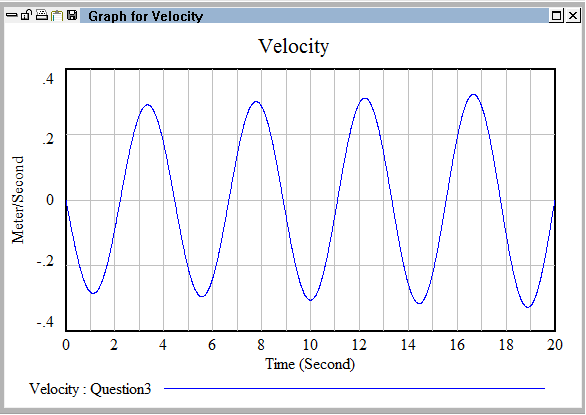 Graph for Velocity
Velocity
.4
.2
0
-.2
-.4
Meter/Second
0 2 4 6 8 10 12 14 16 18 20
Time (Second)
Velocity : Question3